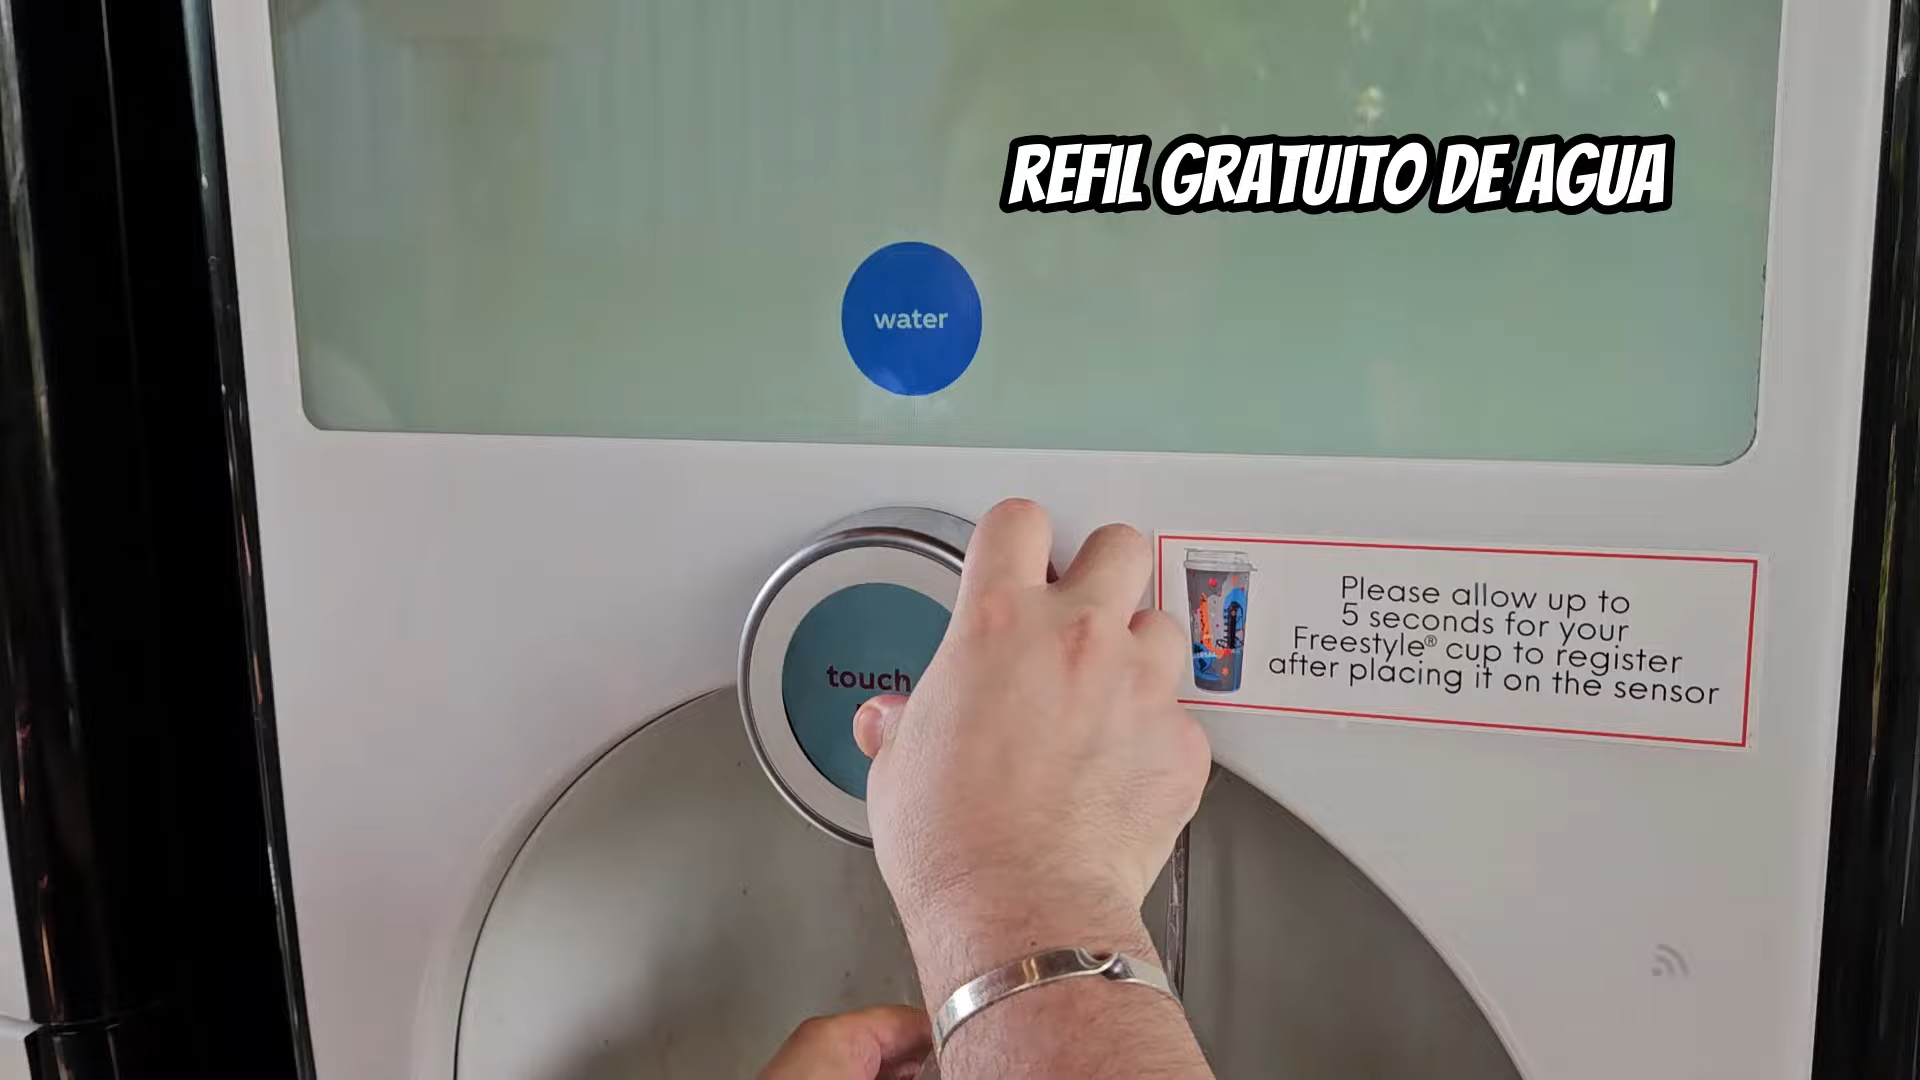 REFIL GRATUITO DE AGUA
water
touch
Please allow up to
5 seconds for your
Freestyle® cup to register
after placing it on the sensor